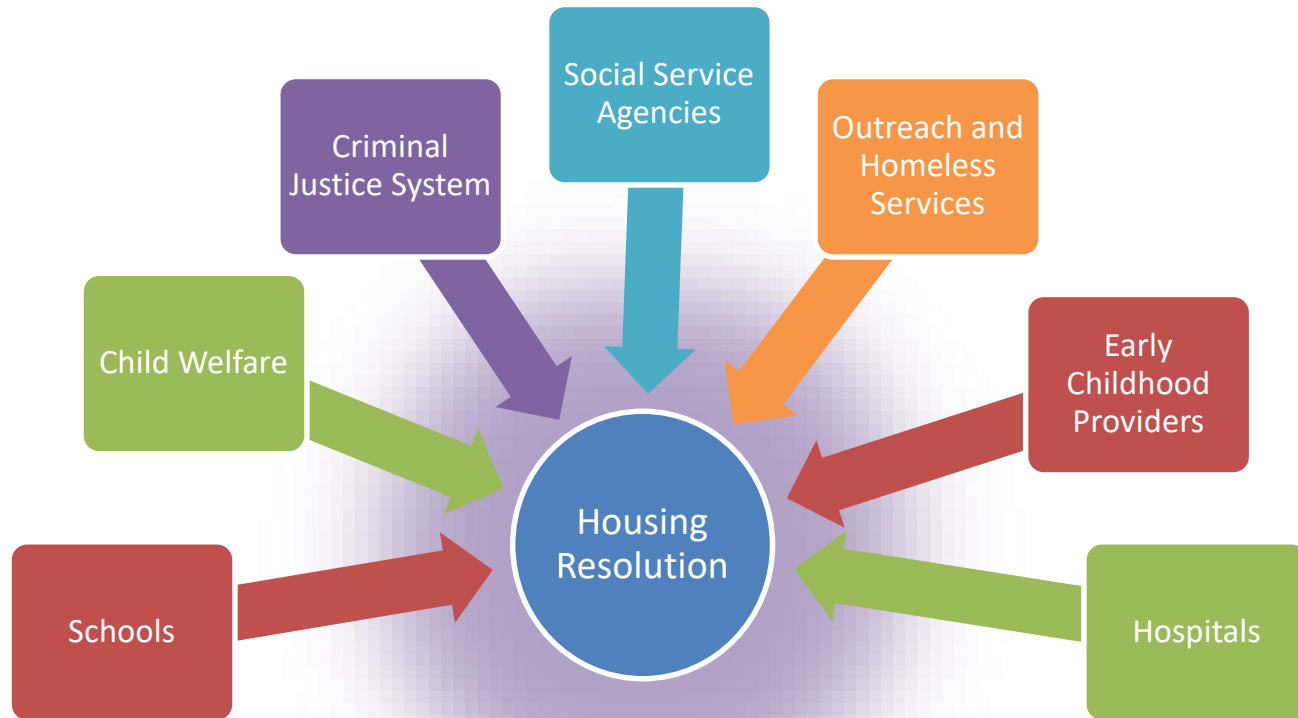 Social Service
Agencies
Criminal
Justice System
Outreach and
Homeless
Services
Child Welfare
Early
Childhood
Providers
Housing
Resolution
Schools
Hospitals